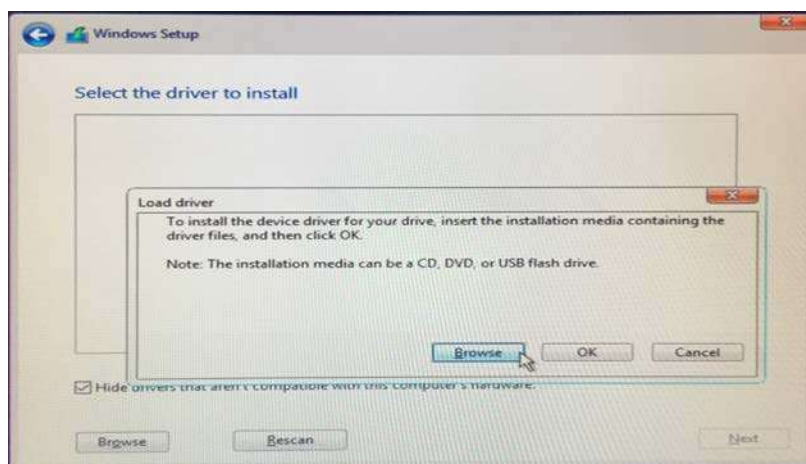 Windows Setup
Select the driver to install
Load driver
To install the device driver for your drive, insert the installation media containing the
driver files, and then click OK.
Note: The installation media can be a CD, DVD, or USB flash drive.
Browse
OK
Cancel
Hide drivers that aren't compatible with this computer's hardware.
Browse
Rescan
Next